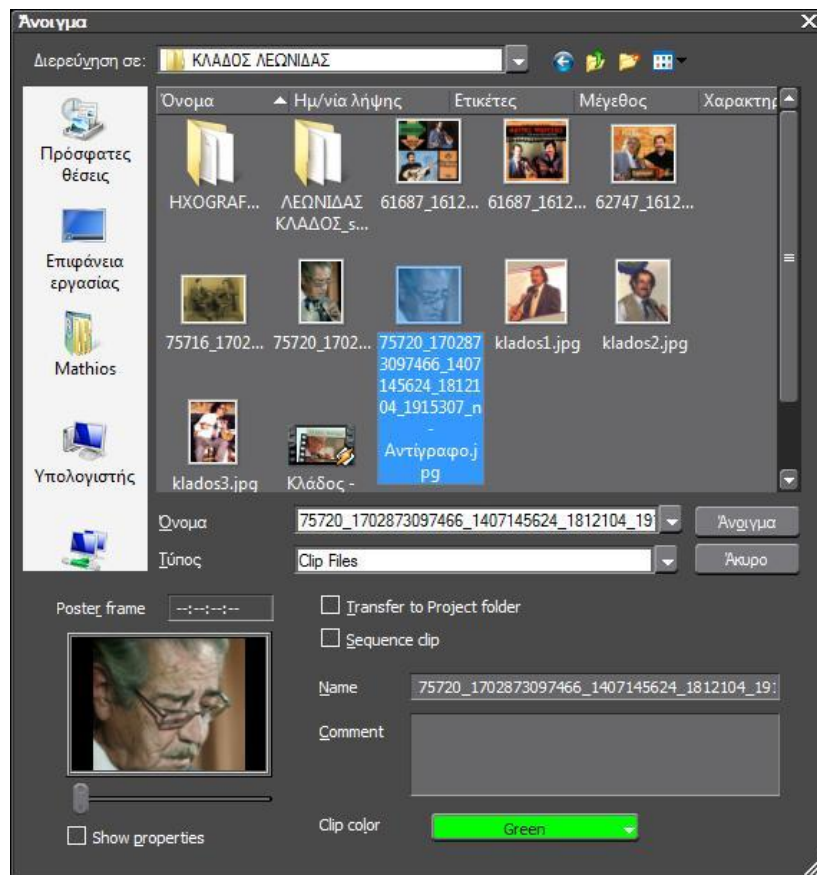 Άνοιγμα
Διερεύνηση σε:
ΚΛΑΔΟΣ ΛΕΩΝΙΔΑΣ
Όνομα Ημ/νία λήψης Ετικέτες Μέγεθος Χαρακτηρ
Πρόσφατες
θέσεις
Επιφάνεια
εργασίας
Mathios
Υπολογιστής
HXOGRAF...
ΛΕΩΝΙΔΑΣ
ΚΛΑΔΟΣ_s...
61687_1612...
61687_1612...
62747_1612...
75716_1702...
75720_1702...
75720_170287
3097466_1407
145624_18121
04_1915307_n
-
Αντίγραφο.j
pg
klados1.jpg
klados2.jpg
klados3.jpg
Κλάδος -
Όνομα
75720_1702873097466_1407145624_1812104_19
Άνοιγμα
Τύπος
Clip Files
Άκυρο
Poster frame
--:--:--:--
Transfer to Project folder
Sequence clip
Name
75720_1702873097466_1407145624_1812104_19
Comment
Clip color
Green
Show properties